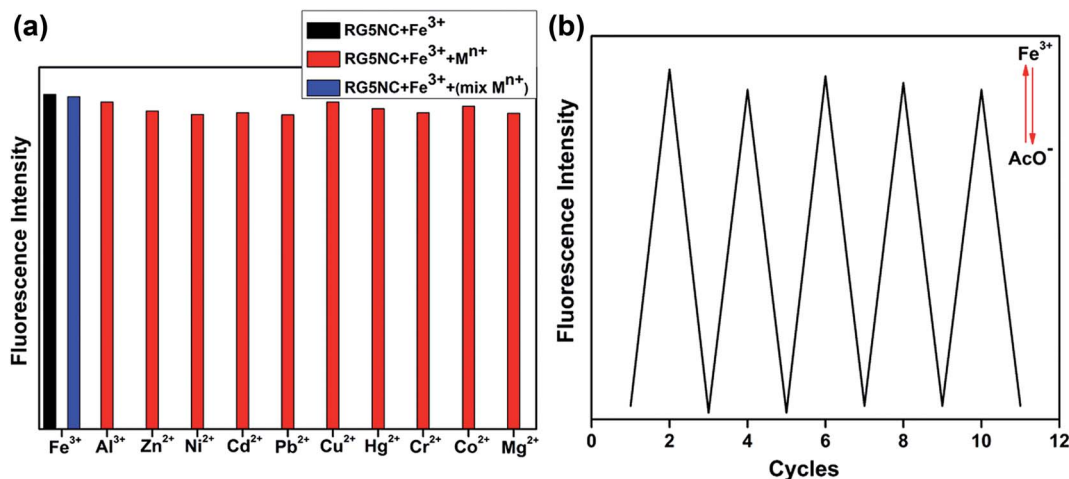 (a)
RG5NC+Fe³⁺
RG5NC+Fe³⁺+Mⁿ⁺
RG5NC+Fe³⁺+(mix Mⁿ⁺)
Fluorescence Intensity
Fe³⁺ Al³⁺ Zn²⁺ Ni²⁺ Cd²⁺ Pb²⁺ Cu²⁺ Hg²⁺ Cr²⁺ Co²⁺ Mg²⁺
(b)
Fe³⁺
AcO⁻
Fluorescence Intensity
0 2 4 6 8 10 12
Cycles